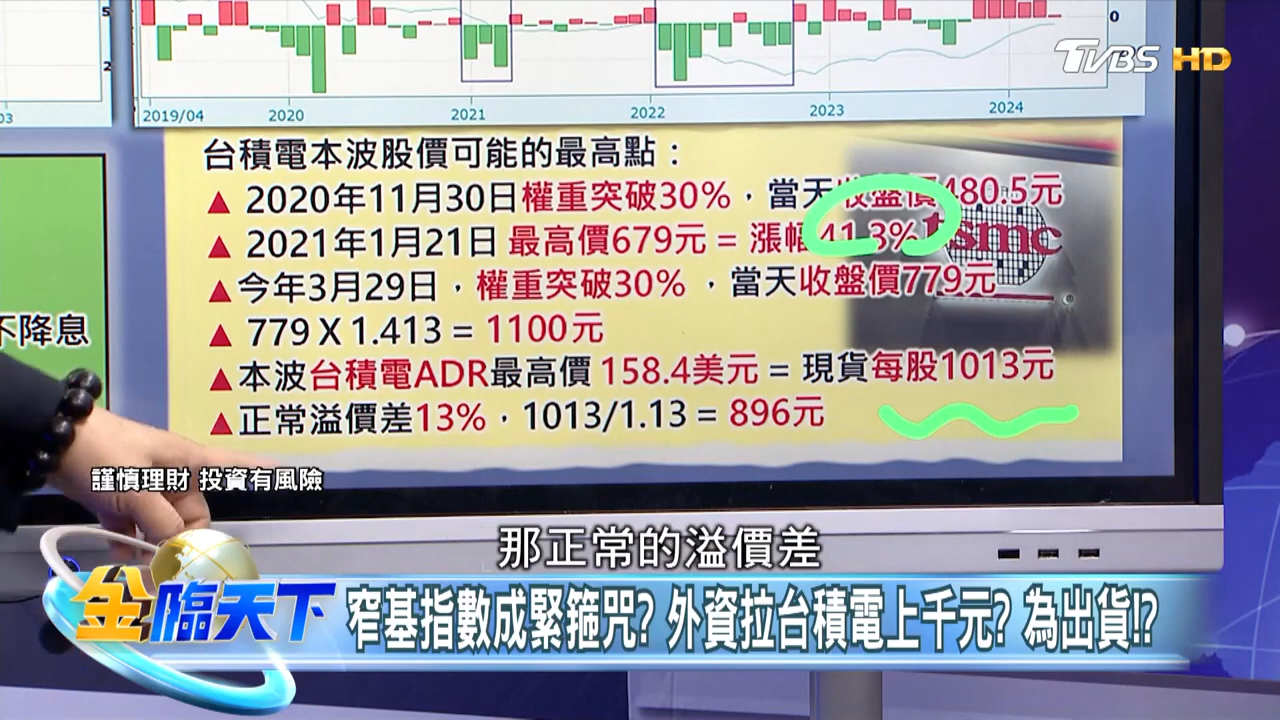 5
2
03
0
TVBS HD
2019/04 2020 2021 2022 2023 2024
台積電本波股價可能的最高點：
▲ 2020年11月30日權重突破30%，當天收盤價480.5元
▲ 2021年1月21日 最高價679元 = 漲幅41.3%
tsmc
▲今年3月29日，權重突破30%，當天收盤價779元
▲ 779 X 1.413 = 1100元
不降息
▲本波台積電ADR最高價 158.4美元 = 現貨每股1013元
▲正常溢價差13%，1013/1.13 = 896元
謹慎理財 投資有風險
那正常的溢價差
金臨天下
窄基指數成緊箍咒? 外資拉台積電上千元? 為出貨!?